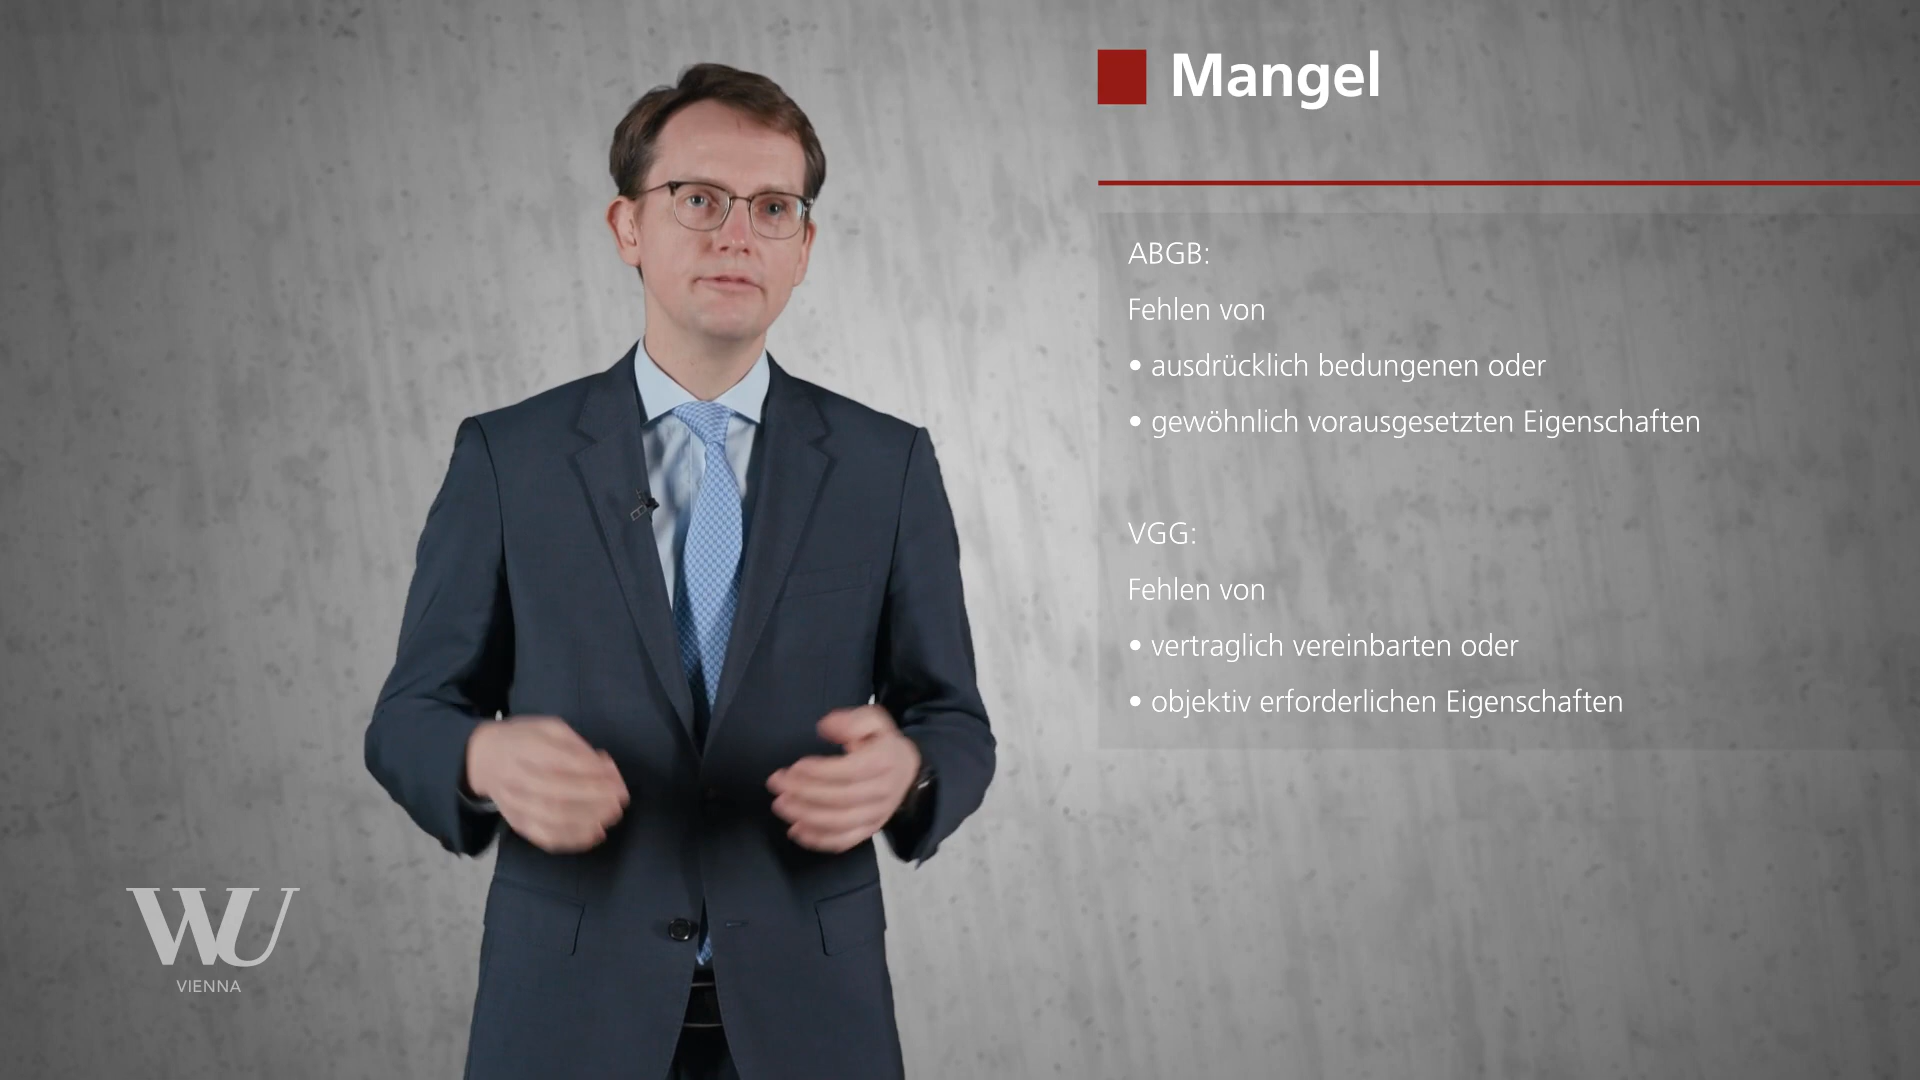 Mangel
ABGB:
Fehlen von
• ausdrücklich bedungenen oder
• gewöhnlich vorausgesetzten Eigenschaften
VGG:
Fehlen von
• vertraglich vereinbarten oder
• objektiv erforderlichen Eigenschaften
WU
VIENNA